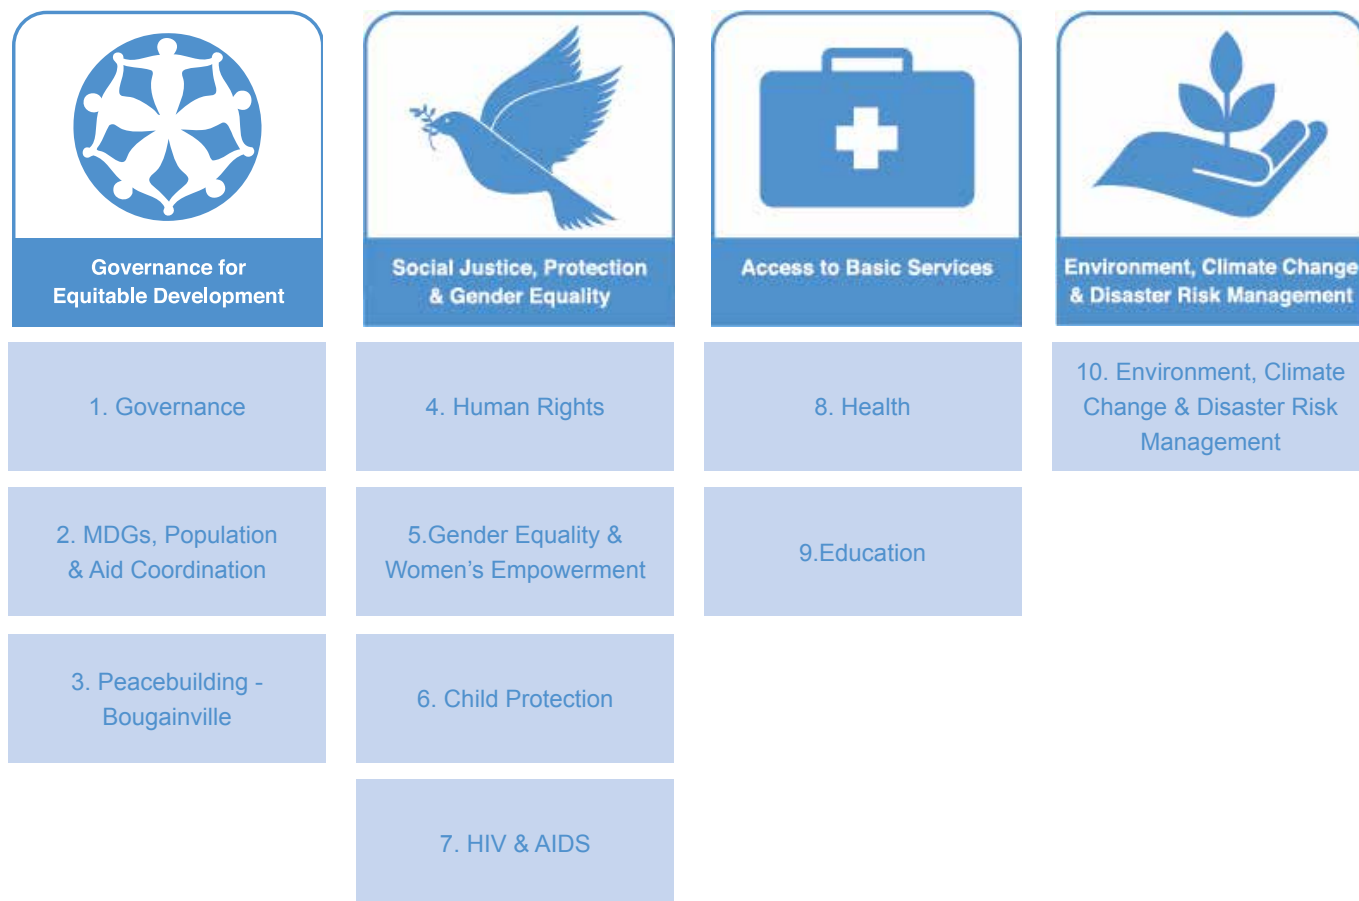 Governance for
Equitable Development
1. Governance
2. MDGs, Population
& Aid Coordination
3. Peacebuilding -
Bougainville
Social Justice, Protection
& Gender Equality
4. Human Rights
5.Gender Equality &
Women’s Empowerment
6. Child Protection
7. HIV & AIDS
Access to Basic Services
8. Health
9.Education
Environment, Climate Change
& Disaster Risk Management
10. Environment, Climate
Change & Disaster Risk
Management